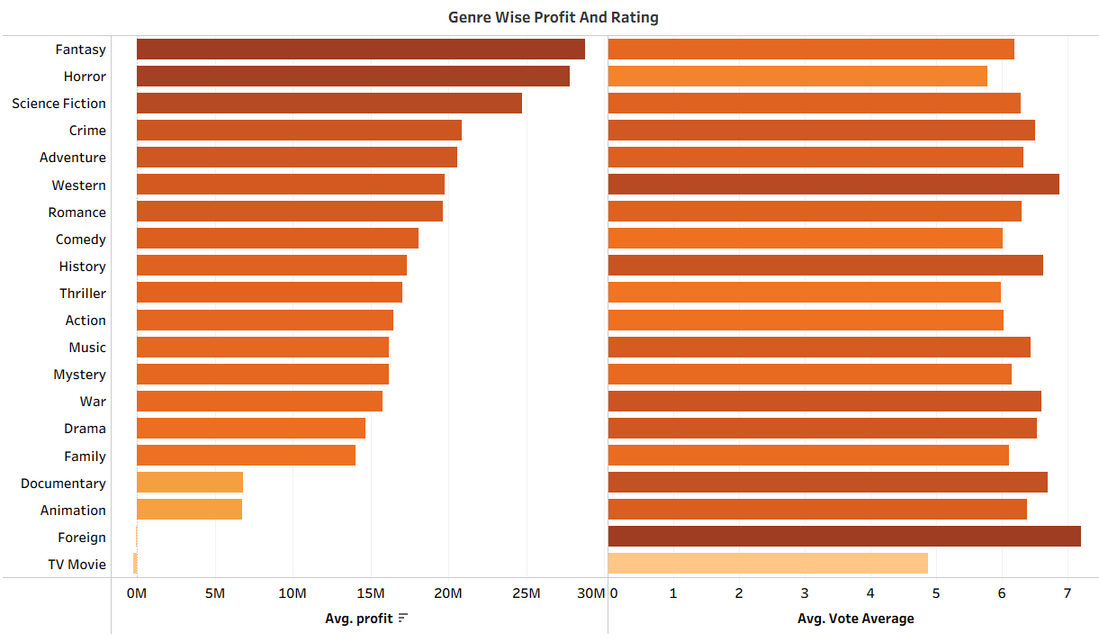 Genre Wise Profit And Rating
Fantasy
Horror
Science Fiction
Crime
Adventure
Western
Romance
Comedy
History
Thriller
Action
Music
Mystery
War
Drama
Family
Documentary
Animation
Foreign
TV Movie
0M 5M 10M 15M 20M 25M 30M 0 1 2 3 4 5 6 7
Avg. profit Avg. Vote Average